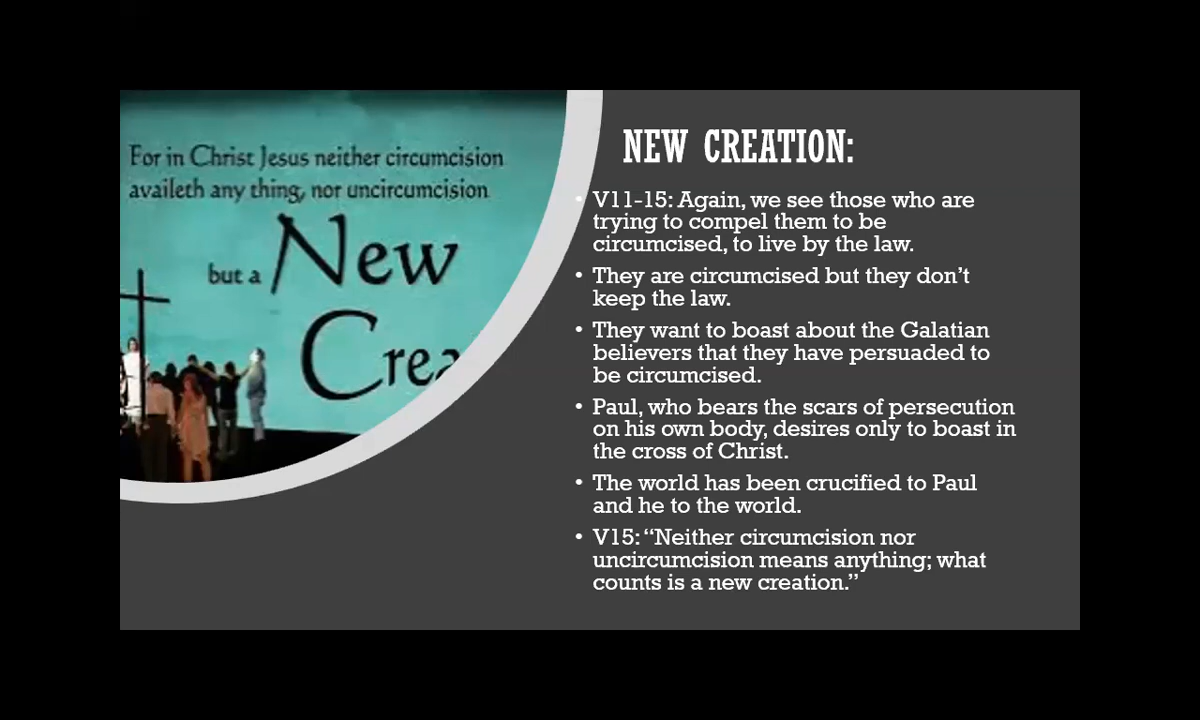 For in Christ Jesus neither circumcision
availeth any thing, nor uncircumcision
but a New
NEW CREATION:
• V11-15: Again, we see those who are
trying to compel them to be
circumcised, to live by the law.
• They are circumcised but they don’t
keep the law.
• They want to boast about the Galatian
believers that they have persuaded to
be circumcised.
• Paul, who bears the scars of persecution
on his own body, desires only to boast in
the cross of Christ.
• The world has been crucified to Paul
and he to the world.
• V15: “Neither circumcision nor
uncircumcision means anything; what
counts is a new creation.”